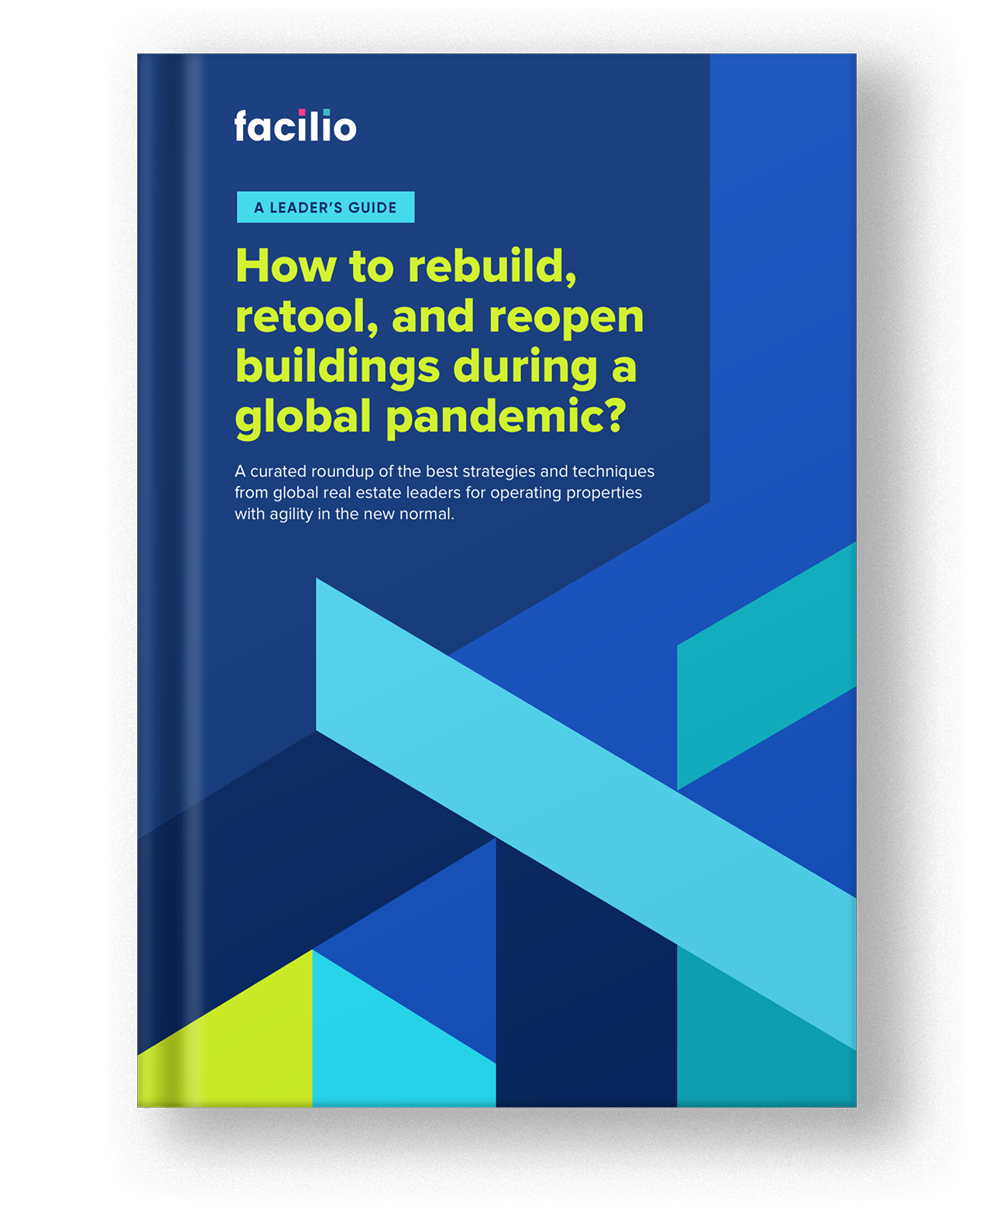 facilio
A LEADER'S GUIDE
How to rebuild,
retool, and reopen
buildings during a
global pandemic?
A curated roundup of the best strategies and techniques
from global real estate leaders for operating properties
with agility in the new normal.